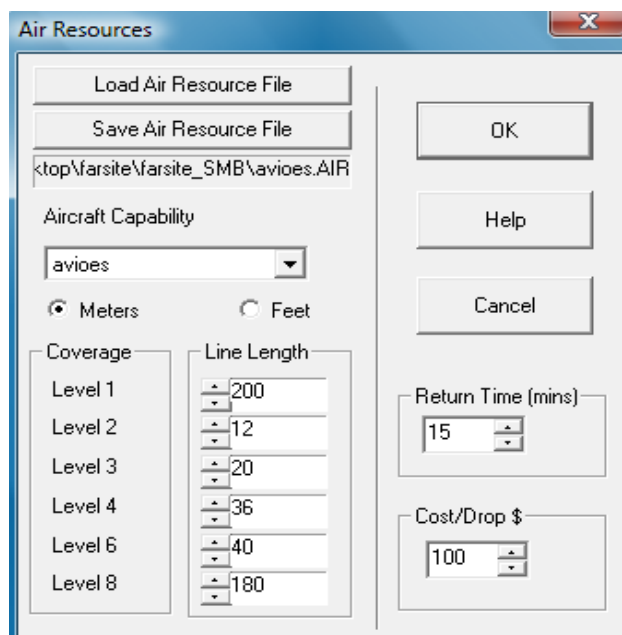 Air Resources
Load Air Resource File
Save Air Resource File
<top\farsite\farsite_SMB\avioes.AIR
Aircraft Capability
avioes
Meters Feet
Coverage Line Length
Level 1 200
Level 2 12
Level 3 20
Level 4 36
Level 6 40
Level 8 180
OK
Help
Cancel
Return Time (mins)
15
Cost/Drop $
100